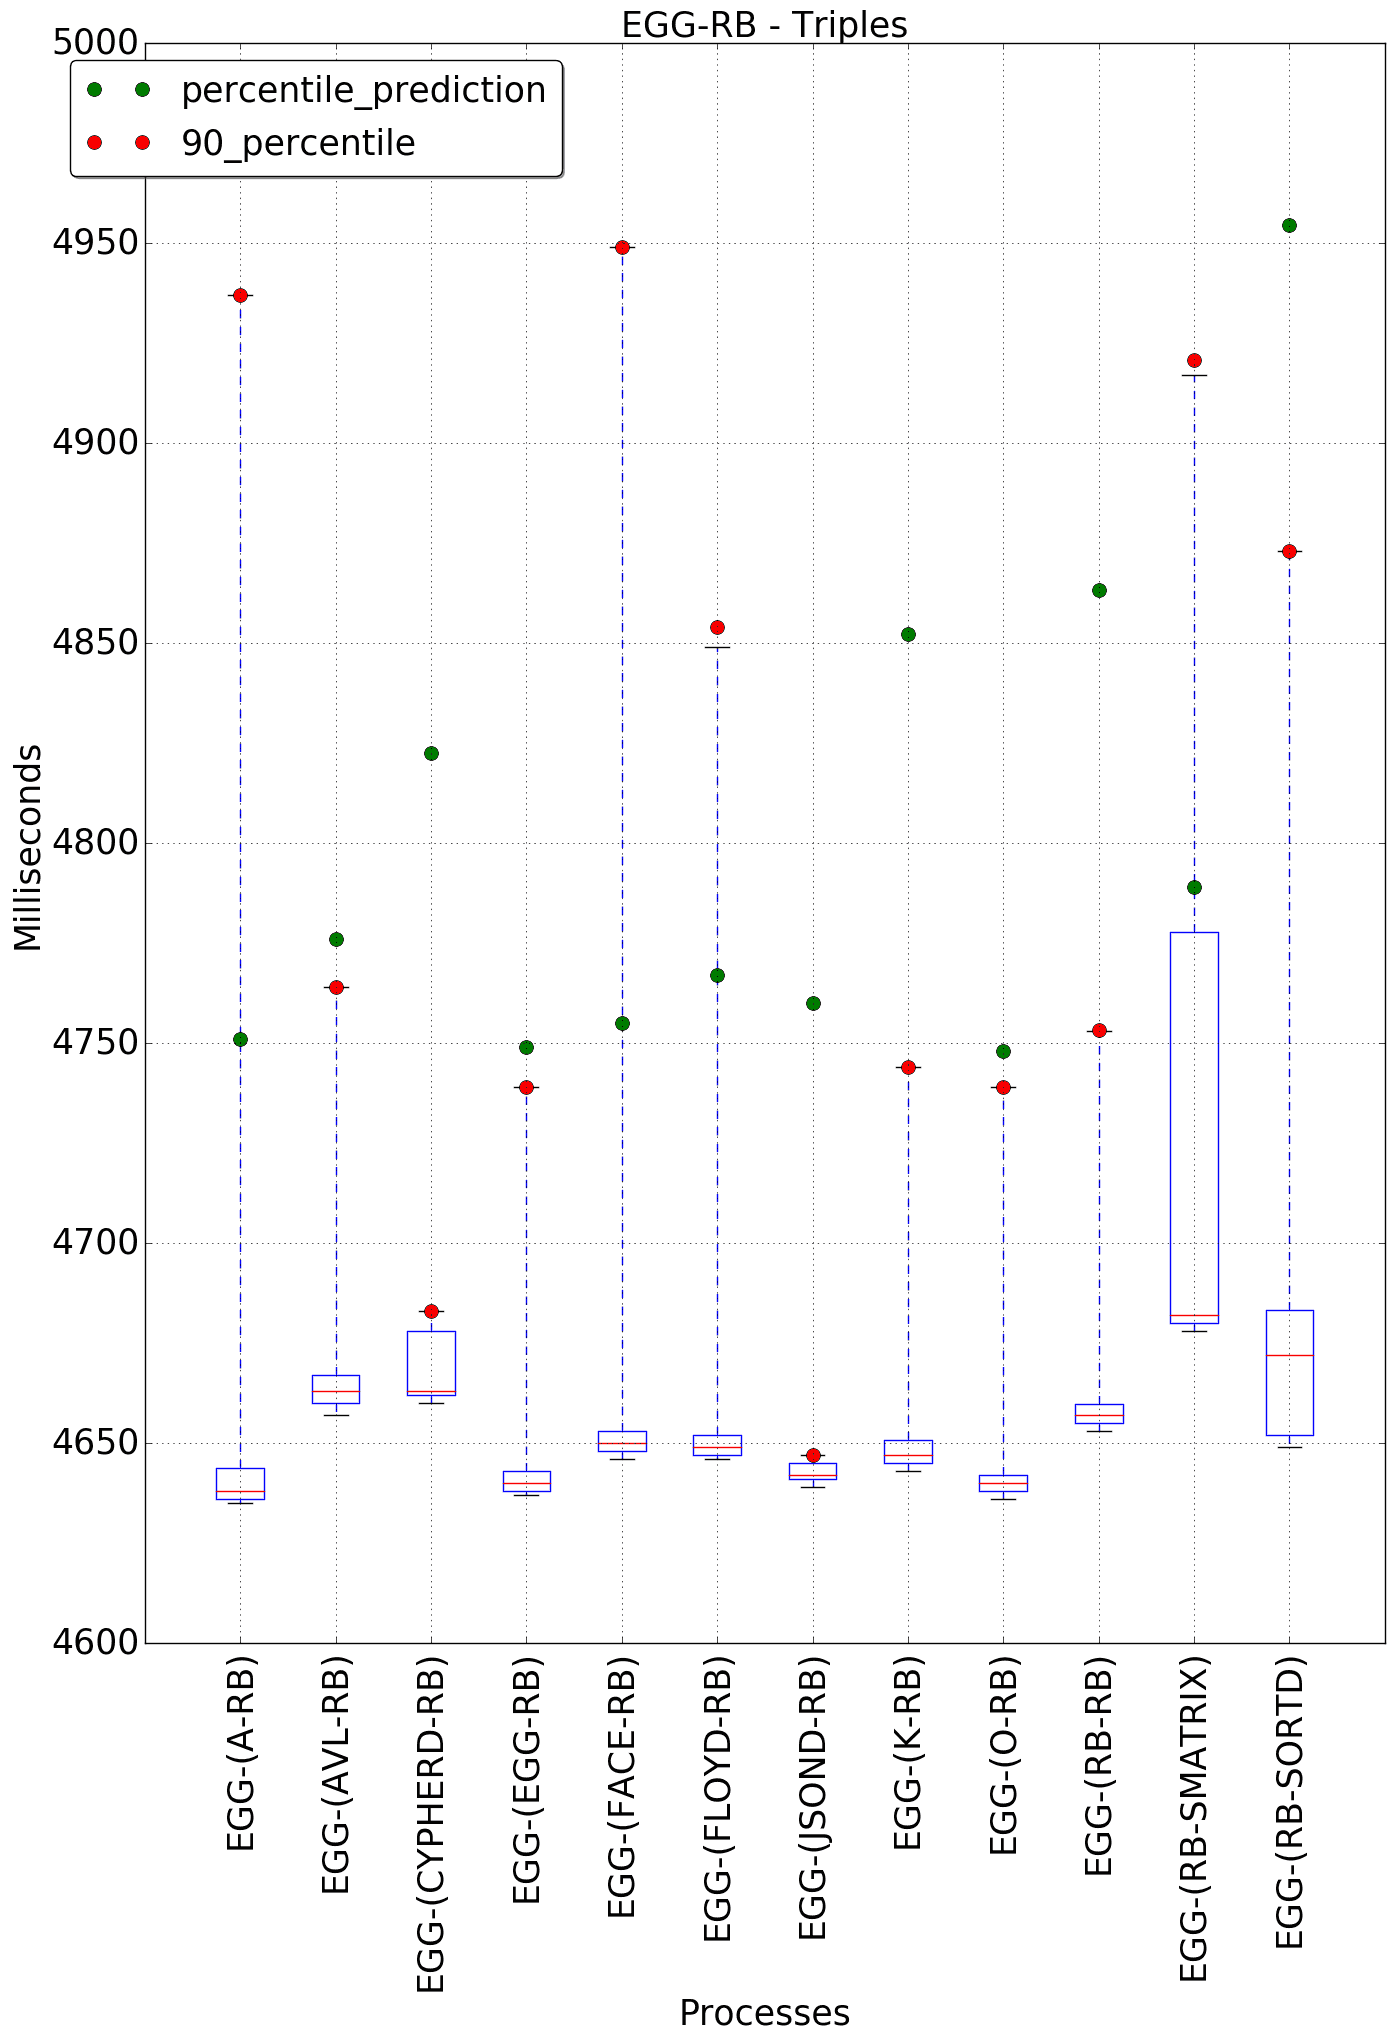 EGG-RB - Triples
percentile_prediction
90_percentile
5000
4950
4900
4850
4800
4750
4700
4650
4600
Milliseconds
EGG-(A-RB)
EGG-(AVL-RB)
EGG-(CYPHERD-RB)
EGG-(EGG-RB)
EGG-(FACE-RB)
EGG-(FLOYD-RB)
EGG-(JSOND-RB)
EGG-(K-RB)
EGG-(O-RB)
EGG-(RB-RB)
EGG-(RB-SMATRIX)
EGG-(RB-SORTD)
Processes